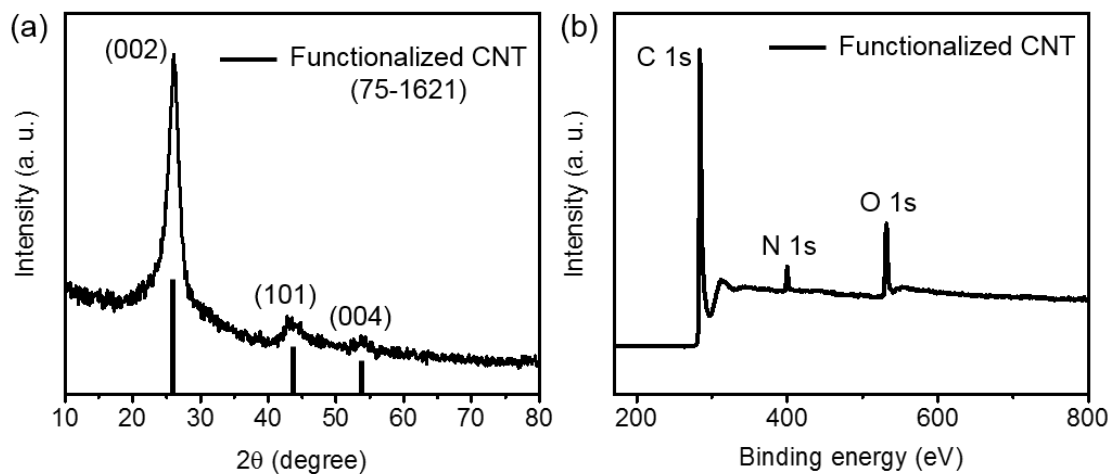 (a)
(002)
Functionalized CNT
(75-1621)
(101)
(004)
Intensity (a. u.)
10 20 30 40 50 60 70 80
2θ (degree)
(b)
C 1s
Functionalized CNT
N 1s
O 1s
Intensity (a. u.)
200 400 600 800
Binding energy (eV)